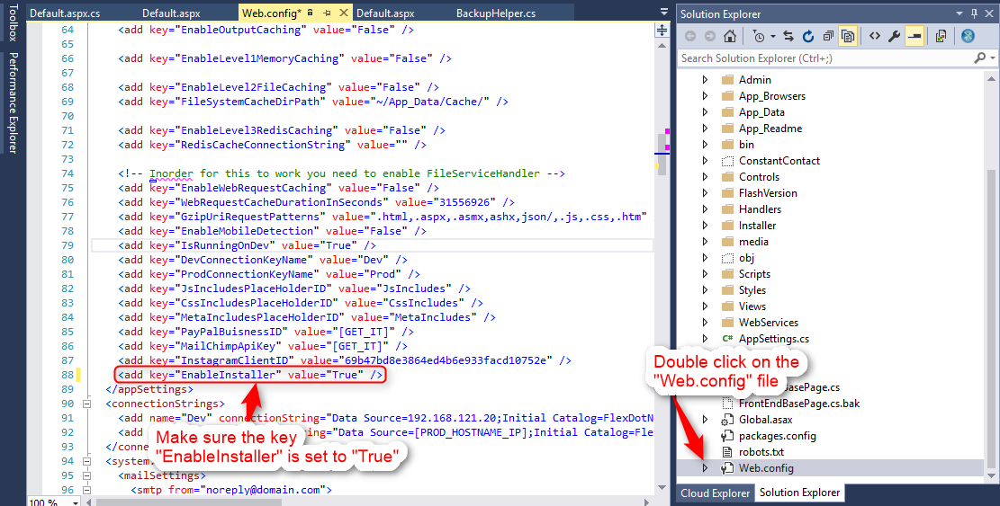 Toolbox
Performance Explorer
Default.aspx.cs
Default.aspx
Web.config*
Default.aspx
BackupHelper.cs
64 <add key="EnableOutputCaching" value="False" />
65
66 <add key="EnableLevel1MemoryCaching" value="False" />
67
68 <add key="EnableLevel2FileCaching" value="False" />
69 <add key="FileSystemCacheDirPath" value="~/App_Data/Cache/" />
70
71 <add key="EnableLevel3RedisCaching" value="False" />
72 <add key="RedisCacheConnectionString" value="" />
73
74 <!-- Inorder for this to work you need to enable FileServiceHandler -->
75 <add key="EnableWebRequestCaching" value="False" />
76 <add key="WebRequestCacheDurationInSeconds" value="31556926" />
77 <add key="GzipUriRequestPatterns" value=".html,.aspx,.asmx,ashx,json/,.js,.css,.htm"
78 <add key="EnableMobileDetection" value="False" />
79 <add key="IsRunningOnDev" value="True" />
80 <add key="DevConnectionKeyName" value="Dev" />
81 <add key="ProdConnectionKeyName" value="Prod" />
82 <add key="JsIncludesPlaceHolderID" value="JsIncludes" />
83 <add key="CssIncludesPlaceHolderID" value="CssIncludes" />
84 <add key="MetaIncludesPlaceHolderID" value="MetaIncludes" />
85 <add key="PayPalBuisnessID" value="[GET_IT]" />
86 <add key="MailChimpApiKey" value="[GET_IT]" />
87 <add key="InstagramClientID" value="69b47bd8e3864ed4b6e933facd10752e" />
88 <add key="EnableInstaller" value="True" />
89 </appSettings>
90 <connectionStrings>
91 <add name="Dev" connectionString="Data Source=192.168.121.20;Initial Catalog=FlexDotN
92 <add String="Data Source=[PROD_HOSTNAME_IP];Initial Catalog=Fle
93 </conne
94 <system.
95 <mailSettings>
96 <smtp from="noreply@domain.com">
100 %
Make sure the key
"EnableInstaller" is set to "True"
Solution Explorer
Search Solution Explorer (Ctrl+;)
Admin
App_Browsers
App_Data
App_Readme
bin
ConstantContact
Controls
FlashVersion
Handlers
Installer
media
obj
Scripts
Styles
Views
WebServices
C# AppSettings.cs
Double click on the
"Web.config" file
BasePage.cs
FrontEndBasePage.cs.bak
Global.asax
packages.config
robots.txt
Web.config
Cloud Explorer
Solution Explorer